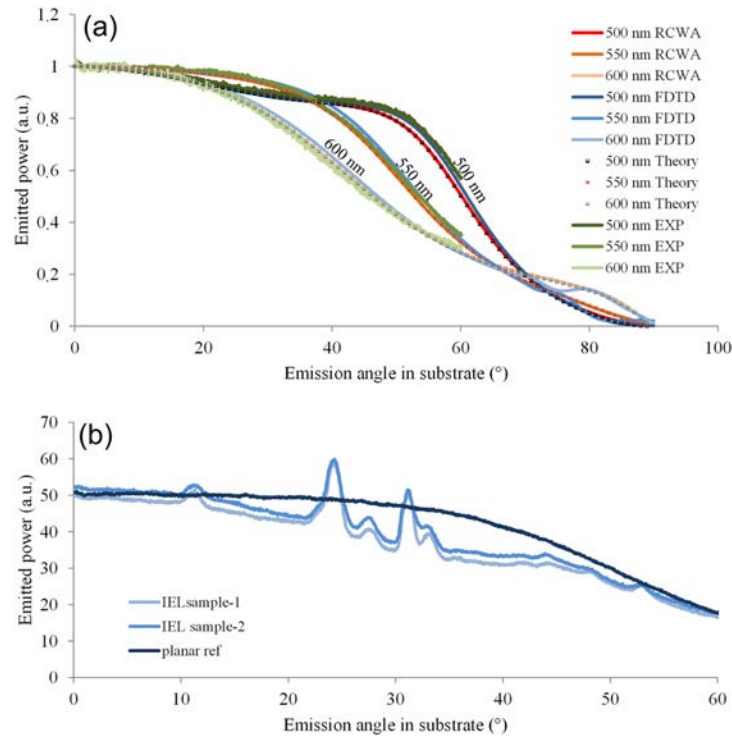 (a)
1.2
1
0.8
0.6
0,4
0,2
0
Emitted power (a.u.)
0 20 40 60 80 100
Emission angle in substrate (°)
600 nm
550 nm
500 nm
500 nm RCWA
550 nm RCWA
600 nm RCWA
500 nm FDTD
550 nm FDTD
600 nm FDTD
500 nm Theory
550 nm Theory
600 nm Theory
500 nm EXP
550 nm EXP
600 nm EXP
(b)
70
60
50
40
30
20
10
0
Emitted power (a.u.)
IELsample-1
IEL sample-2
planar ref
0 10 20 30 40 50 60
Emission angle in substrate (°)